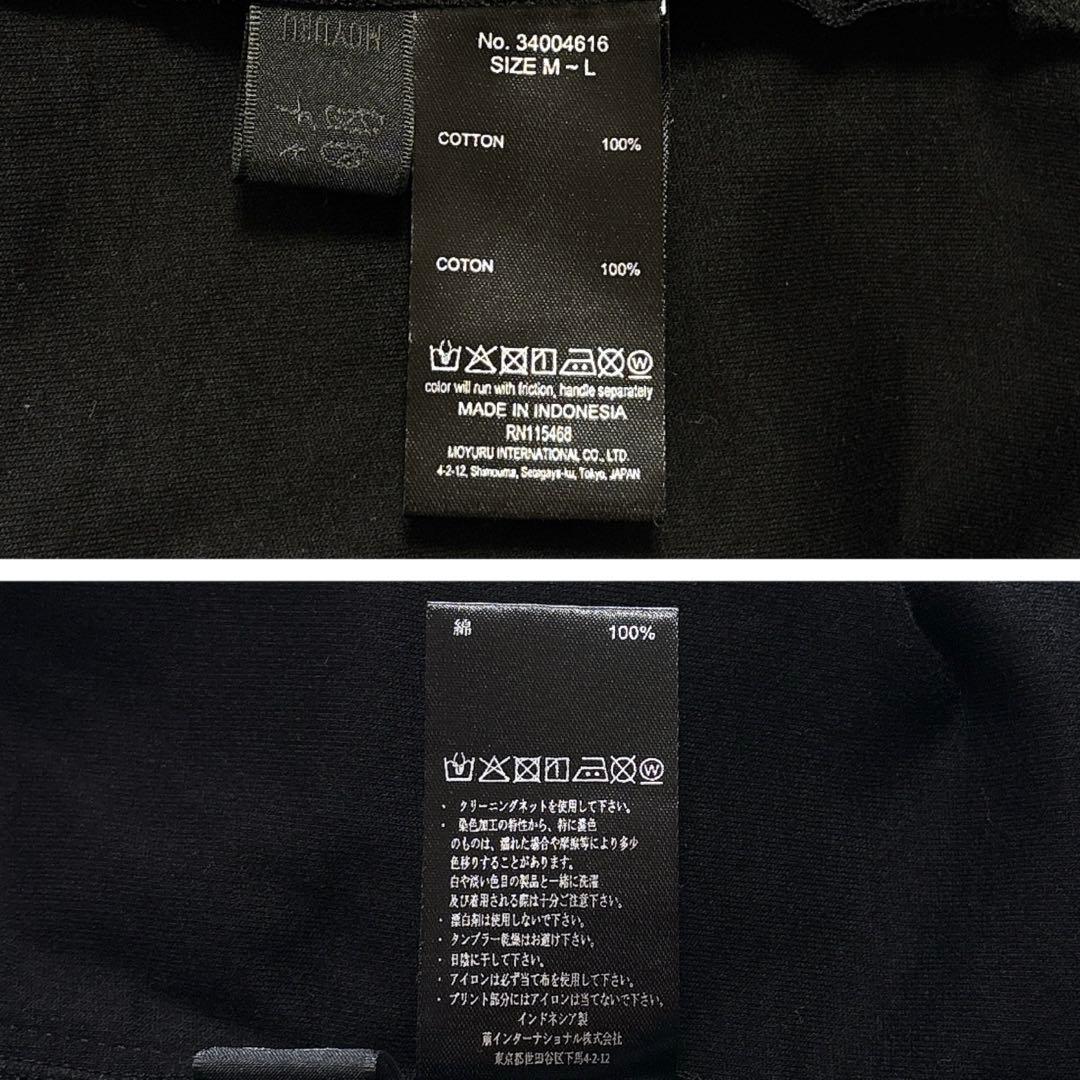 No. 34004616
SIZE M ~ L
COTTON 100%
COTON 100%
color will run with friction, handle separately
MADE IN INDONESIA
RN115468
MOYURU INTERNATIONAL CO., LTD.
4-2-12, Shimouma, Setagaya-ku, Tokyo, JAPAN
綿 100%
・ クリーニングネットを使用して下さい。
・ 染色加工の特性から、特に濃色
のものは、濡れた場合や摩擦等により多少
色移りすることがあります。
白や淡い色目の製品と一緒に洗濯
及び着用される際は十分ご注意下さい。
・ 漂白剤は使用しないで下さい。
・ タンブラー乾燥はお避け下さい。
・ 日陰に干して下さい。
・ アイロンは必ず当て布を使用して下さい。
・ プリント部分にはアイロンは当てないで下さい。
インドネシア製
萠インターナショナル株式会社
東京都世田谷区下馬4-2-12